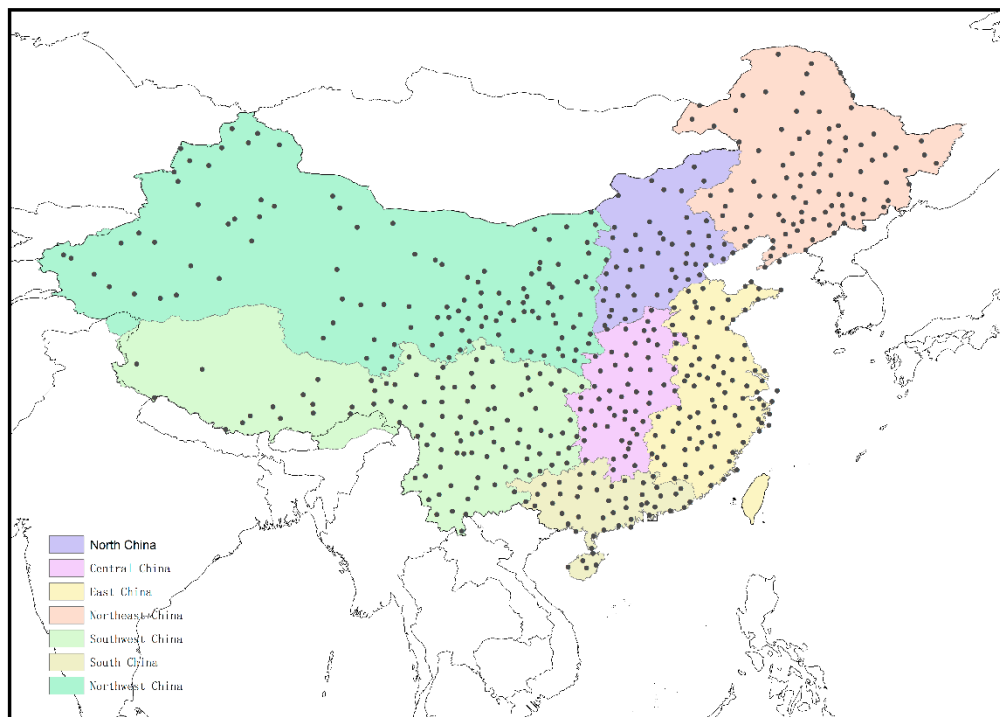 North China
Central China
East China
Northeast China
Southwest China
South China
Northwest China